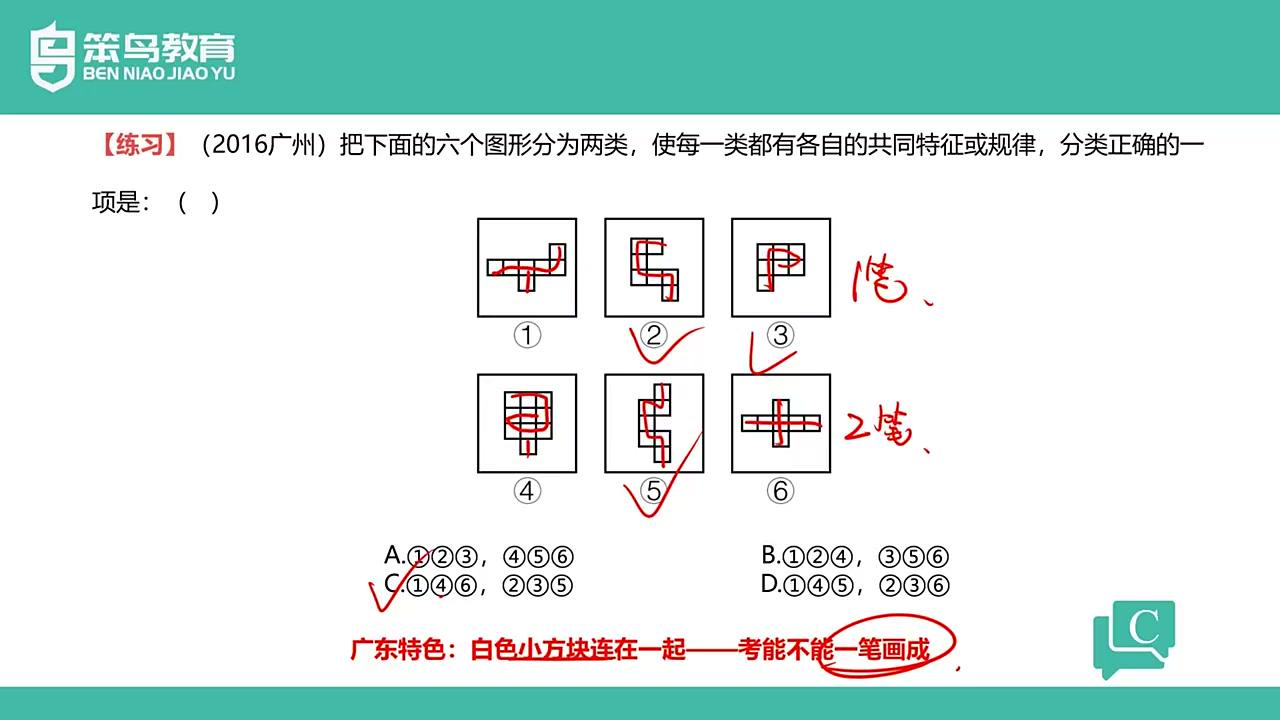 笨鸟教育
BEN NIAO JIAO YU
【练习】（2016广州）把下面的六个图形分为两类，使每一类都有各自的共同特征或规律，分类正确的一
项是：（ ）
1笔、
① ② ③
2笔、
④ ⑤ ⑥
A.①②③，④⑤⑥ B.①②④，③⑤⑥
C.①④⑥，②③⑤ D.①④⑤，②③⑥
广东特色：白色小方块连在一起——考能不能一笔画成
C